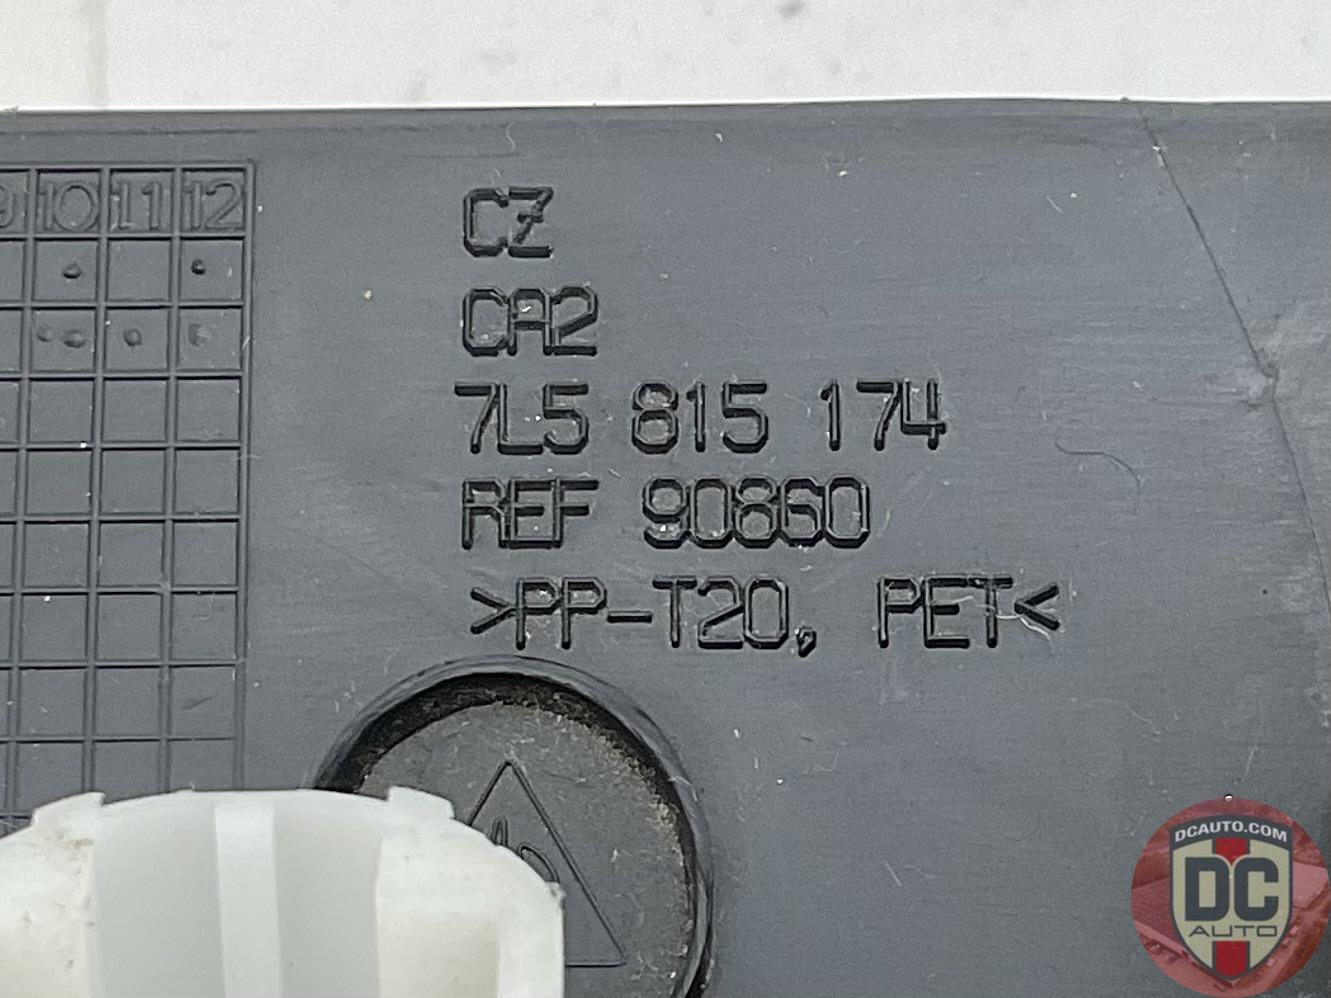 10 11 12
CZ
CA2
7L5 815 174
REF 90860
>PP-T20, PET<
DCAUTO.COM
DC
AUTO